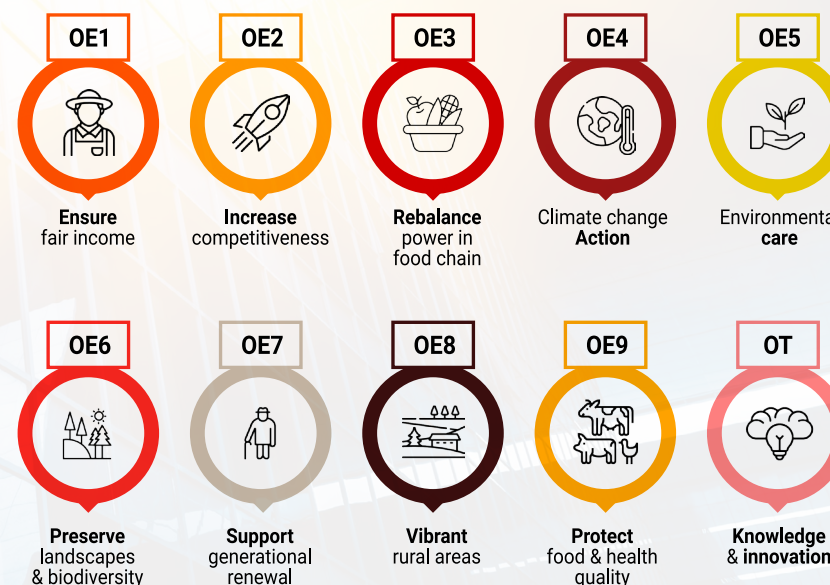 OE1
OE2
OE3
OE4
OE5
Ensure
fair income
Increase
competitiveness
Rebalance
power in
food chain
Climate change
Action
Environmenta
care
OE6
OE7
OE8
OE9
OT
Preserve
landscapes
& biodiversity
Support
generational
renewal
Vibrant
rural areas
Protect
food & health
quality
Knowledge
& innovation